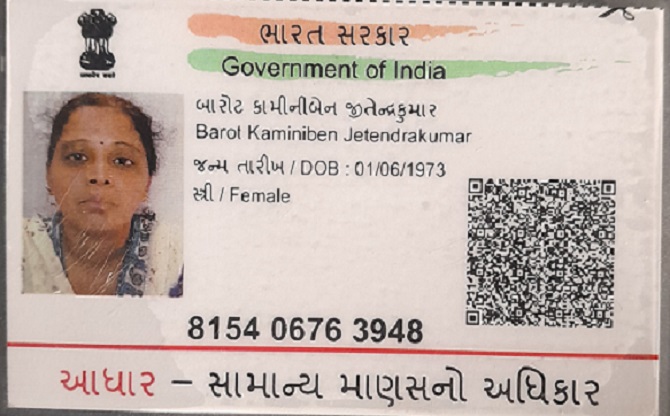 ભારત સરકાર
Government of India
બારોટ કામીનીબેન જીતેન્દ્રકુમાર
Barot Kaminiben Jetendrakumar
જન્મ તારીખ / DOB : 01/06/1973
સ્ત્રી / Female
8154 0676 3948
આધાર – સામાન્ય માણસનો અધિકાર